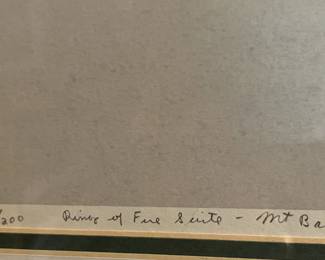 /200 Ring of Fire Suite - Mt Ba